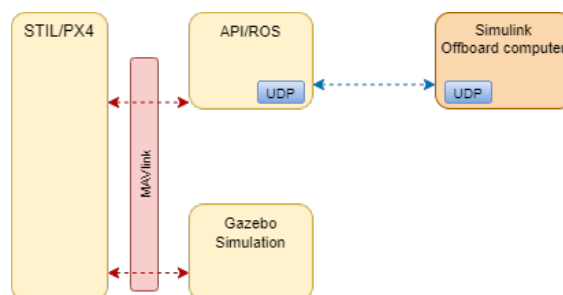 STIL/PX4
API/ROS
UDP
Simulink
Offboard computer
UDP
MAVlink
Gazebo
Simulation